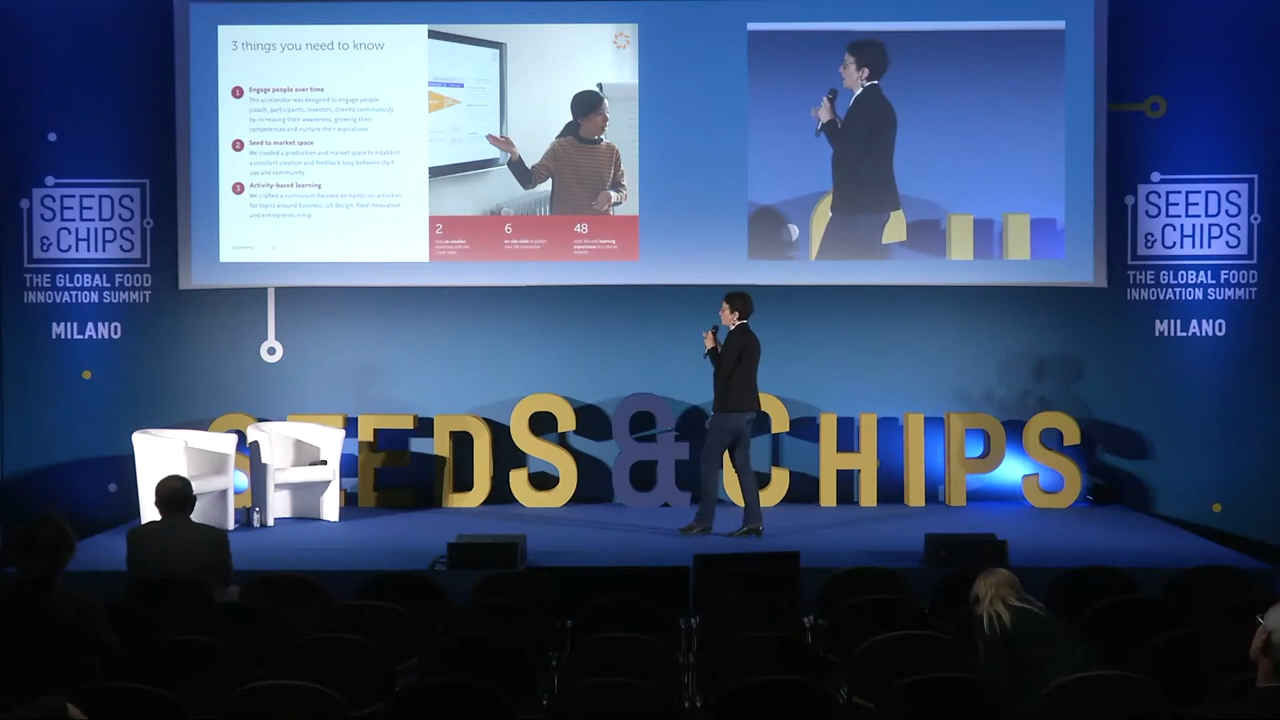 3 things you need to know
1 Engage people over time
The accelerator was designed to engage people
(coach, participants, investors, clients) continuously
by increasing their awareness, growing their
competences and nurture their aspirations
2 Seed to market space
We created a production and market space to establish
a constant creation and feedback loop between start
ups and community.
3 Activity-based learning
We crafted a curriculum focused on hands-on activities
for topics around business, UX design, food innovation
and entrepreneurship
2
6
48
SEEDS
&CHIPS
THE GLOBAL FOOD
INNOVATION SUMMIT
MILANO
SEEDS
&CHIPS
THE GLOBAL FOOD
INNOVATION SUMMIT
MILANO
SEEDS&CHIPS